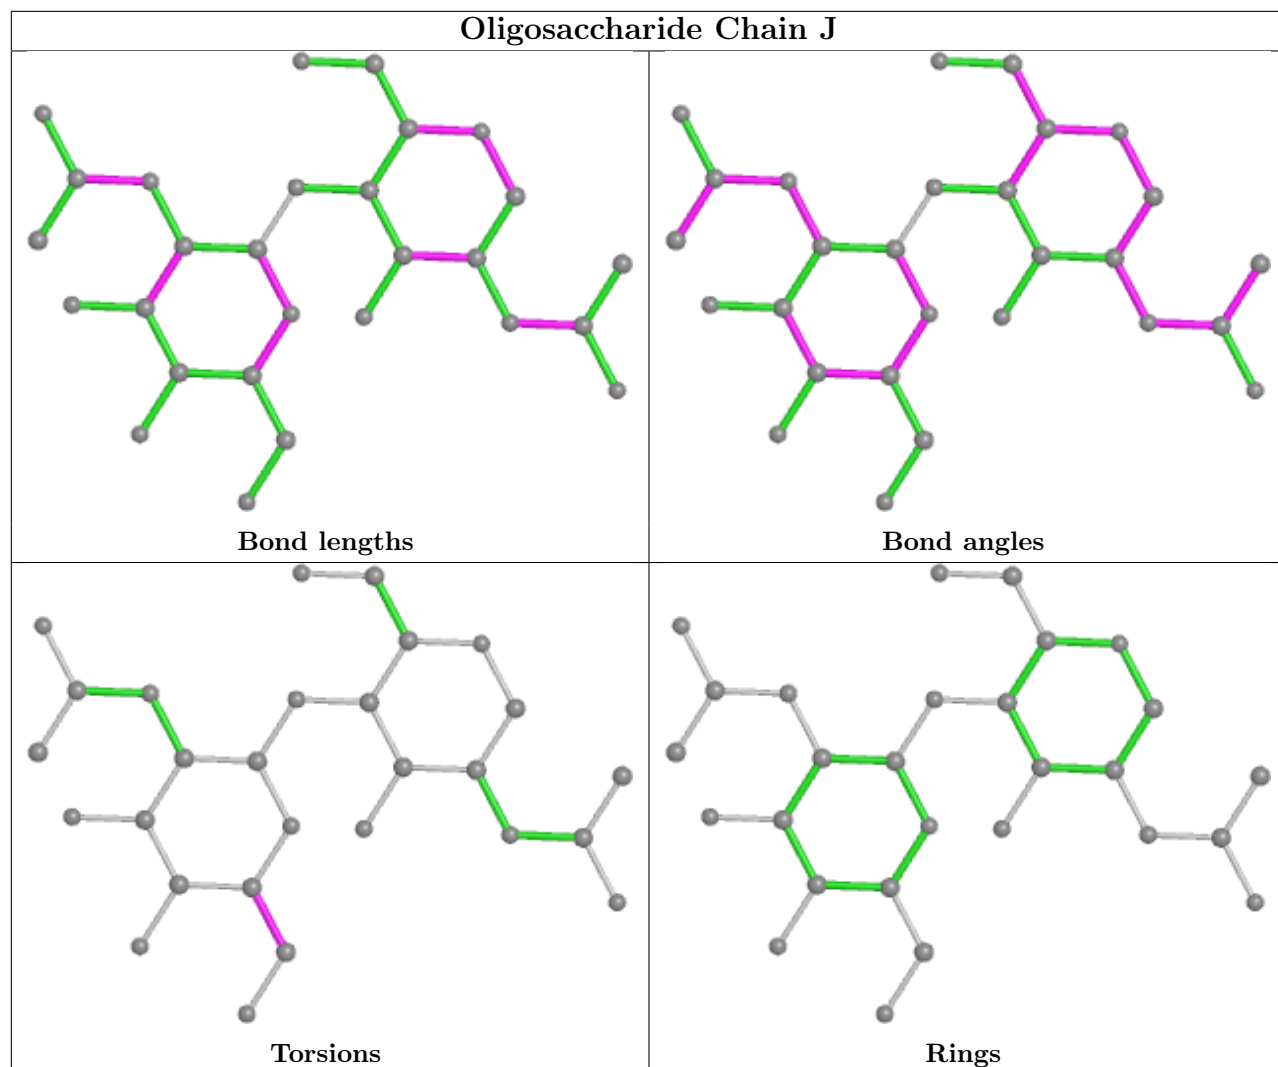 Oligosaccharide Chain J
Bond lengths
Bond angles
Torsions
Rings